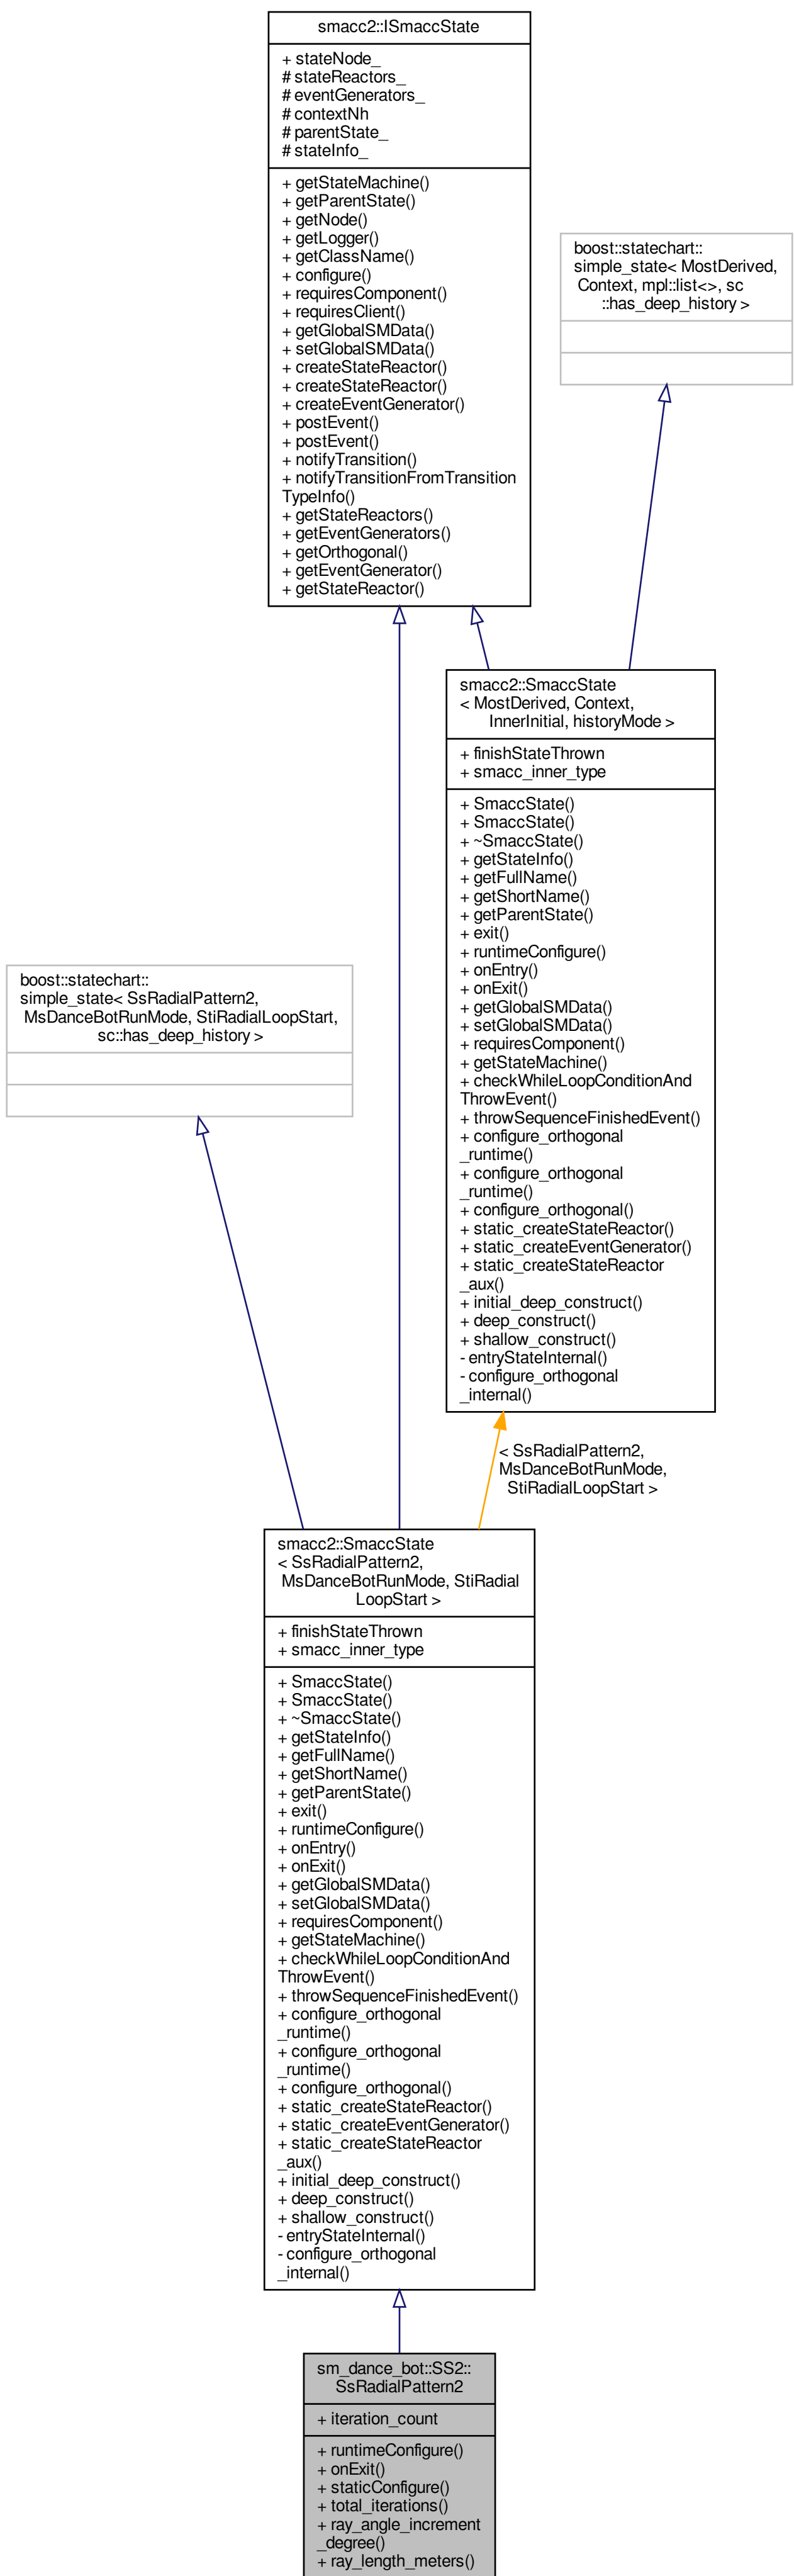 smacc2::ISmaccState
+ stateNode_
# stateReactors_
# eventGenerators_
# contextNh
# parentState_
# stateInfo_
+ getStateMachine()
+ getParentState()
+ getNode()
+ getLogger()
+ getClassName()
+ configure()
+ requiresComponent()
+ requiresClient()
+ getGlobalSMData()
+ setGlobalSMData()
+ createStateReactor()
+ createStateReactor()
+ createEventGenerator()
+ postEvent()
+ postEvent()
+ notifyTransition()
+ notifyTransitionFromTransition
TypeInfo()
+ getStateReactors()
+ getEventGenerators()
+ getOrthogonal()
+ getEventGenerator()
+ getStateReactor()
boost::statechart::
simple_state< MostDerived,
Context, mpl::list<>, sc
::has_deep_history >
smacc2::SmaccState
< MostDerived, Context,
InnerInitial, historyMode >
+ finishStateThrown
+ smacc_inner_type
+ SmaccState()
+ SmaccState()
+ ~SmaccState()
+ getStateInfo()
+ getFullName()
+ getShortName()
+ getParentState()
+ exit()
+ runtimeConfigure()
+ onEntry()
+ onExit()
+ getGlobalSMData()
+ setGlobalSMData()
+ requiresComponent()
+ getStateMachine()
+ checkWhileLoopConditionAnd
ThrowEvent()
+ throwSequenceFinishedEvent()
+ configure_orthogonal
_runtime()
+ configure_orthogonal
_runtime()
+ configure_orthogonal()
+ static_createStateReactor()
+ static_createEventGenerator()
+ static_createStateReactor
_aux()
+ initial_deep_construct()
+ deep_construct()
+ shallow_construct()
- entryStateInternal()
- configure_orthogonal
_internal()
boost::statechart::
simple_state< SsRadialPattern2,
MsDanceBotRunMode, StiRadialLoopStart,
sc::has_deep_history >
< SsRadialPattern2,
MsDanceBotRunMode,
StiRadialLoopStart >
smacc2::SmaccState
< SsRadialPattern2,
MsDanceBotRunMode, StiRadial
LoopStart >
+ finishStateThrown
+ smacc_inner_type
+ SmaccState()
+ SmaccState()
+ ~SmaccState()
+ getStateInfo()
+ getFullName()
+ getShortName()
+ getParentState()
+ exit()
+ runtimeConfigure()
+ onEntry()
+ onExit()
+ getGlobalSMData()
+ setGlobalSMData()
+ requiresComponent()
+ getStateMachine()
+ checkWhileLoopConditionAnd
ThrowEvent()
+ throwSequenceFinishedEvent()
+ configure_orthogonal
_runtime()
+ configure_orthogonal
_runtime()
+ configure_orthogonal()
+ static_createStateReactor()
+ static_createEventGenerator()
+ static_createStateReactor
_aux()
+ initial_deep_construct()
+ deep_construct()
+ shallow_construct()
- entryStateInternal()
- configure_orthogonal
_internal()
sm_dance_bot::SS2::
SsRadialPattern2
+ iteration_count
+ runtimeConfigure()
+ onExit()
+ staticConfigure()
+ total_iterations()
+ ray_angle_increment
_degree()
+ ray_length_meters()